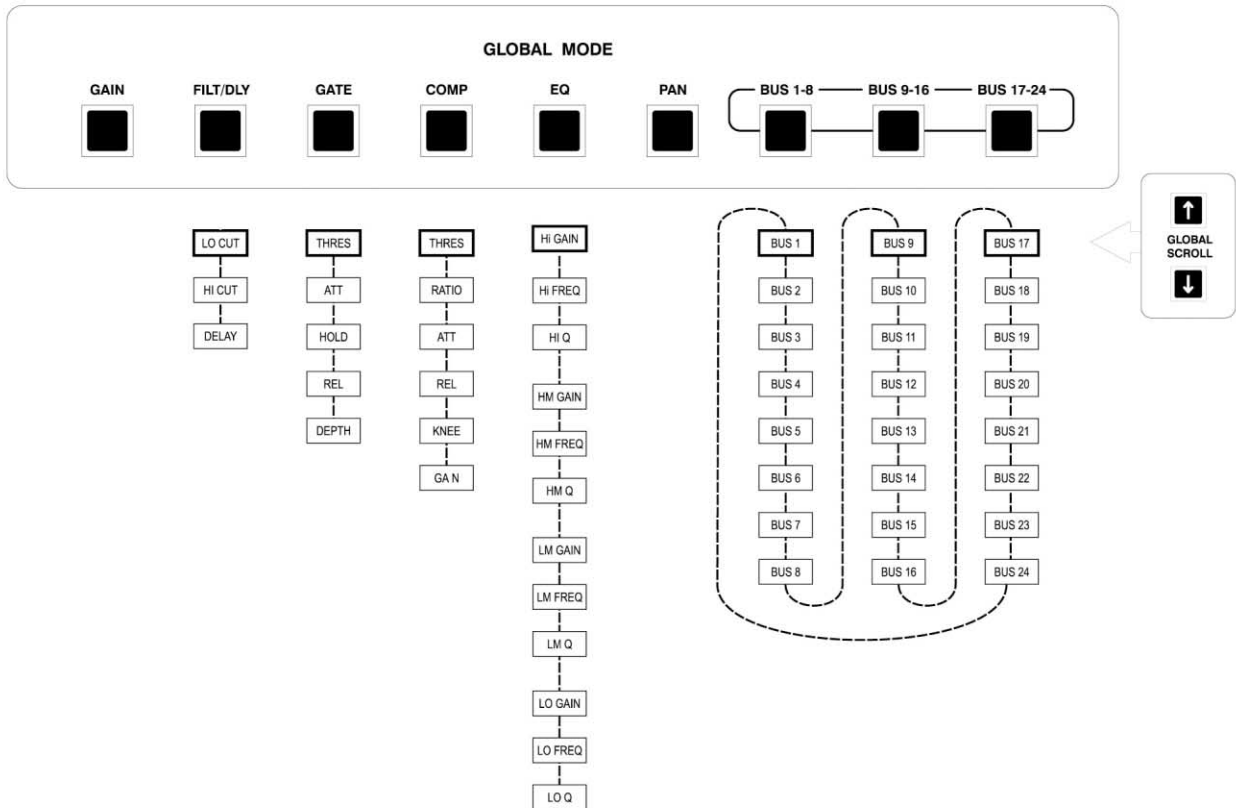 GLOBAL MODE
GAIN FILT/DLY GATE COMP EQ PAN BUS 1-8 BUS 9-16 BUS 17-24
GLOBAL
SCROLL
LO CUT
HI CUT
DELAY
THRES
ATT
HOLD
REL
DEPTH
THRES
RATIO
ATT
REL
KNEE
GA N
Hi GAIN
Hi FREQ
HI Q
HM GAIN
HM FREQ
HM Q
LM GAIN
LM FREQ
LM Q
LO GAIN
LO FREQ
LO Q
BUS 1
BUS 2
BUS 3
BUS 4
BUS 5
BUS 6
BUS 7
BUS 8
BUS 9
BUS 10
BUS 11
BUS 12
BUS 13
BUS 14
BUS 15
BUS 16
BUS 17
BUS 18
BUS 19
BUS 20
BUS 21
BUS 22
BUS 23
BUS 24